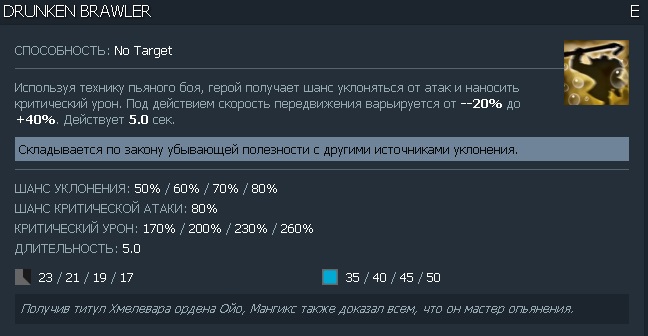 DRUNKEN BRAWLER E
СПОСОБНОСТЬ: No Target
Используя технику пьяного боя, герой получает шанс уклоняться от атак и наносить
критический урон. Под действием скорость передвижения варьируется от --20% до
+40%. Действует 5.0 сек.
Складывается по закону убывающей полезности с другими источниками уклонения.
ШАНС УКЛОНЕНИЯ: 50% / 60% / 70% / 80%
ШАНС КРИТИЧЕСКОЙ АТАКИ: 80%
КРИТИЧЕСКИЙ УРОН: 170% / 200% / 230% / 260%
ДЛИТЕЛЬНОСТЬ: 5.0
23 / 21 / 19 / 17 35 / 40 / 45 / 50
Получив титул Хмелевара ордена Ойо, Мангикс также доказал всем, что он мастер опьянения.